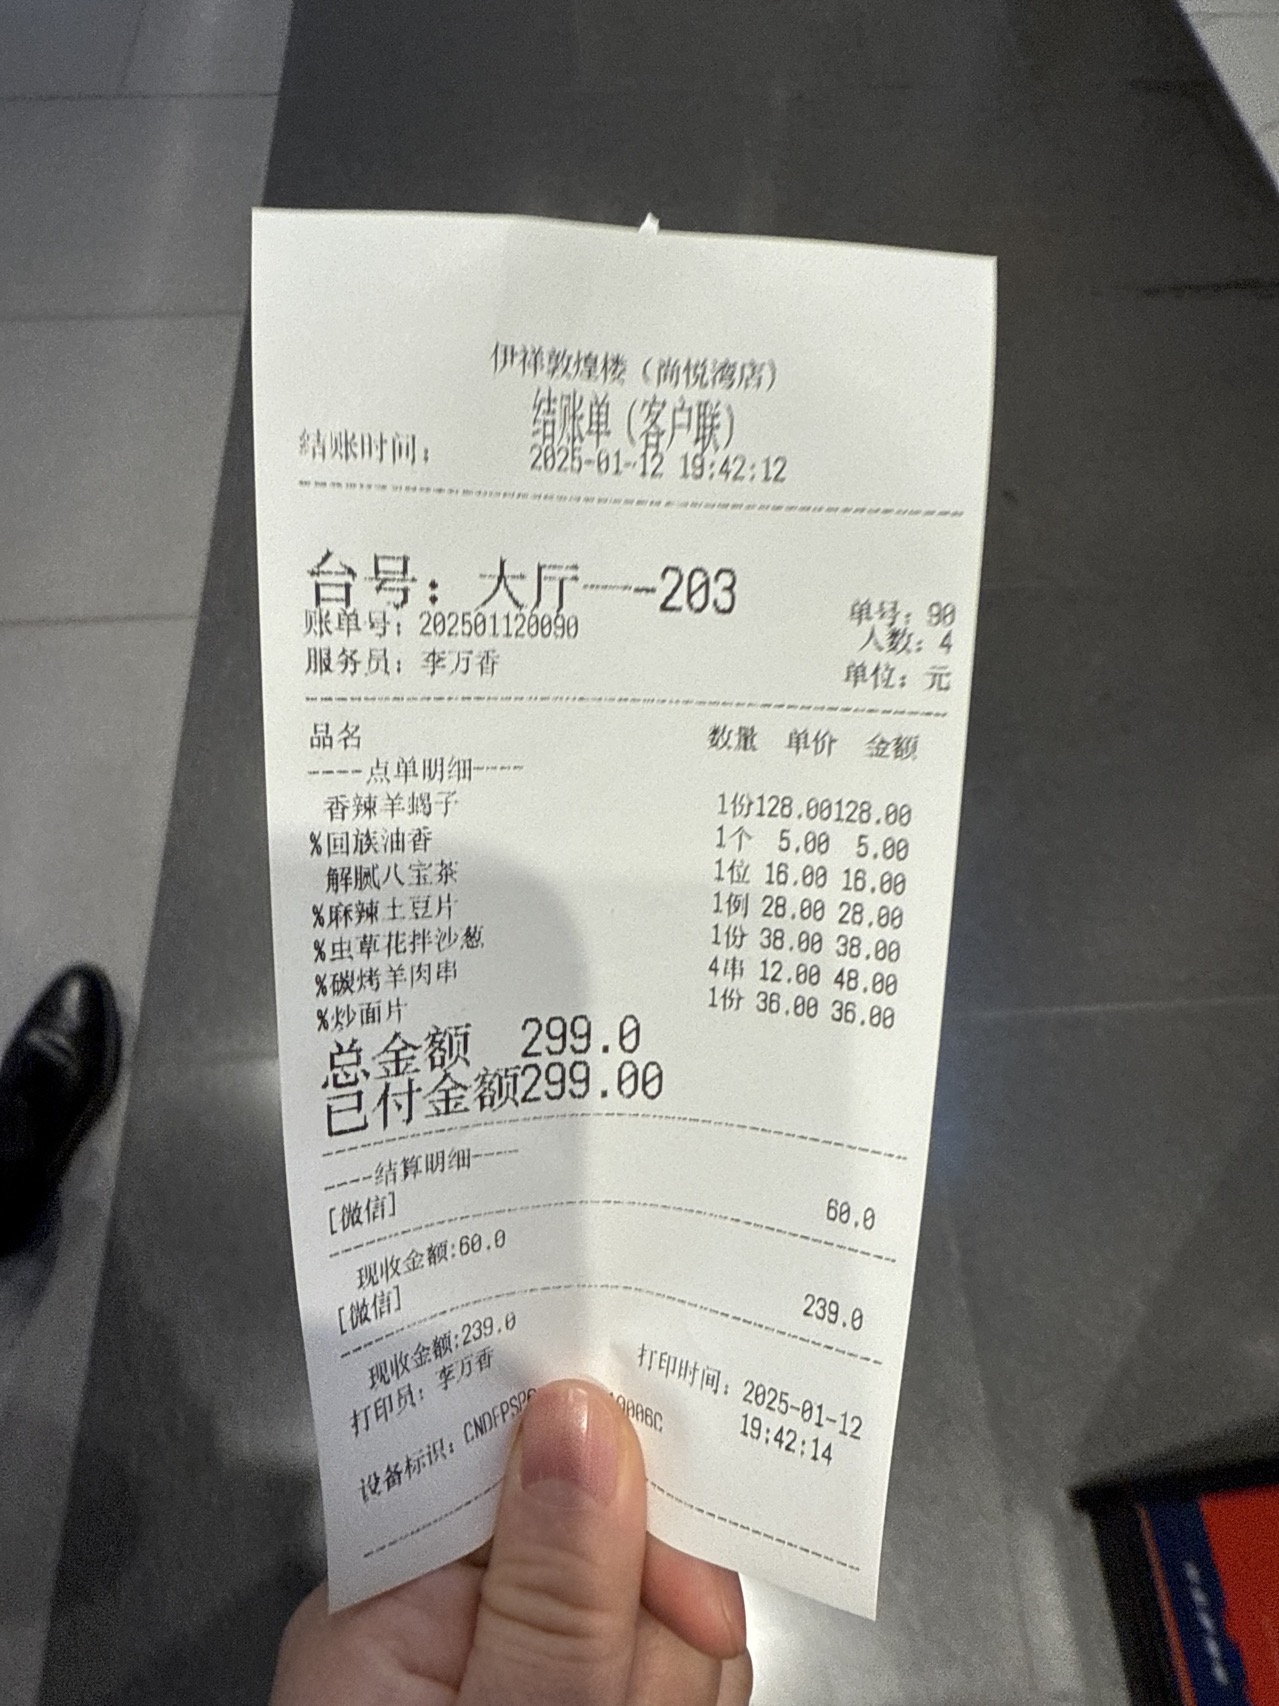 伊祥敦煌楼（尚悦湾店）
结账单（客户联）
结账时间： 2025-01-12 19:42:12
台号：大厅---203
单号：90
账单号：202501120090
人数：4
服务员：李万香
单位：元
品名 数量 单价 金额
----点单明细----
香辣羊蝎子 1份128.00128.00
%回族油香 1个 5.00 5.00
解腻八宝茶 1位 16.00 16.00
%麻辣土豆片 1例 28.00 28.00
%虫草花拌沙葱 1份 38.00 38.00
%碳烤羊肉串 4串 12.00 48.00
%炒面片 1份 36.00 36.00
总金额 299.0
已付金额299.00
----结算明细----
[微信] 60.0
现收金额:60.0
[微信] 239.0
现收金额:239.0
打印员：李万香 打印时间：2025-01-12
19:42:14
设备标识：CNDFPSP